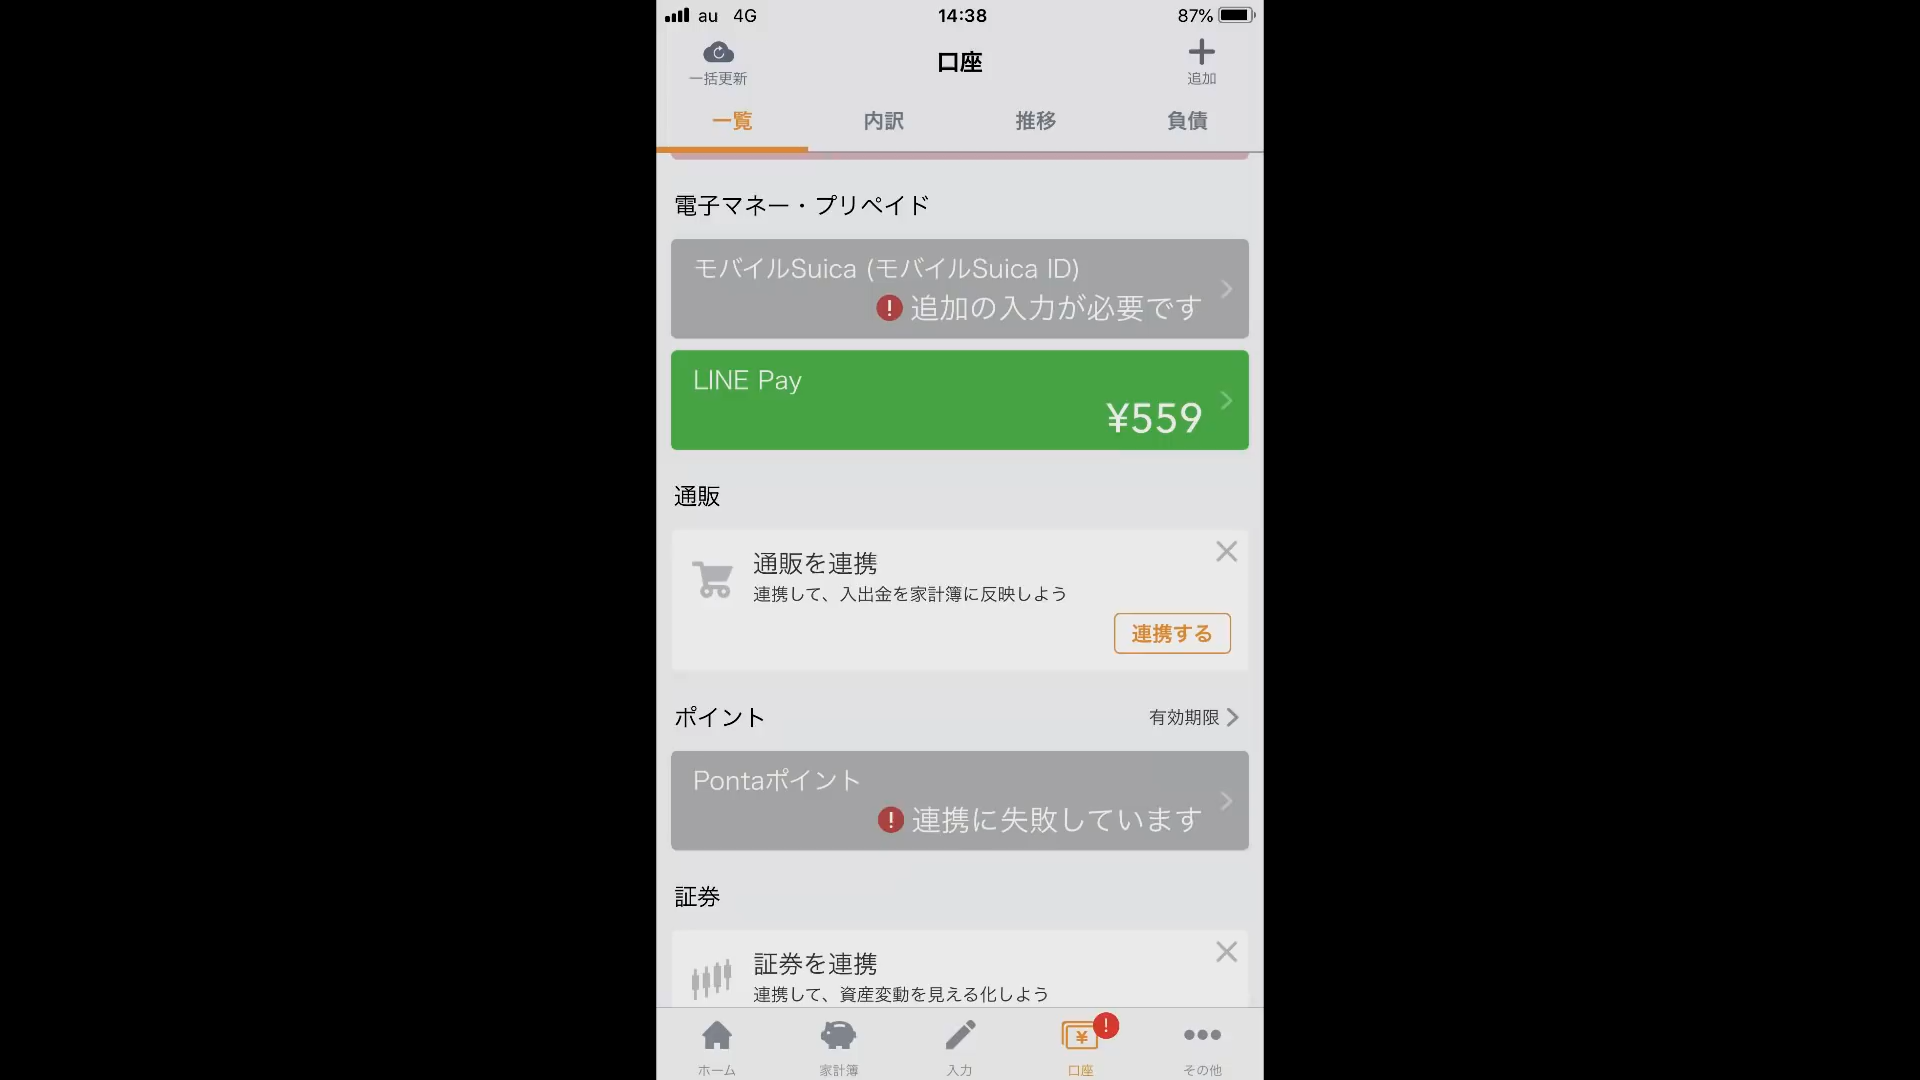 au 4G 14:38 87%
一括更新 口座 追加
一覧 内訳 推移 負債
電子マネー・プリペイド
モバイルSuica (モバイルSuica ID)
! 追加の入力が必要です
LINE Pay
¥559
通販
通販を連携
連携して、入出金を家計簿に反映しよう
連携する
ポイント 有効期限
Pontaポイント
! 連携に失敗しています
証券
証券を連携
連携して、資産変動を見える化しよう
ホーム 家計簿 入力 口座 その他